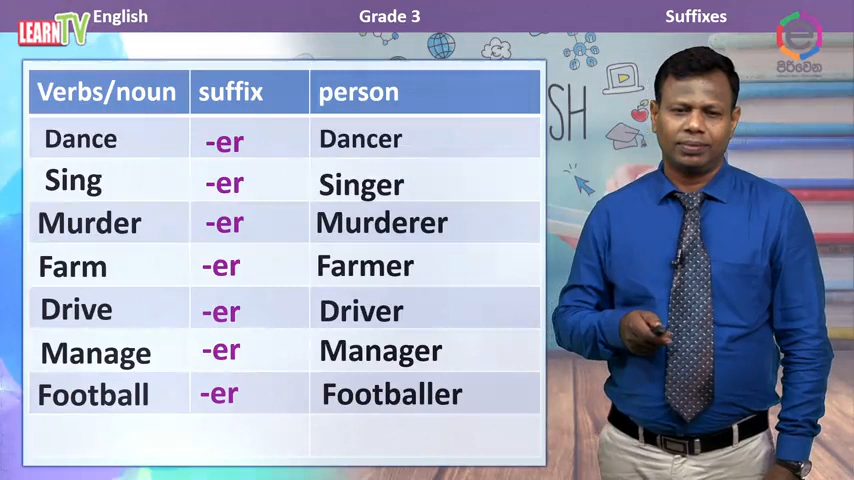 English
Grade 3
Suffixes
LEARN TV
පිරිවෙන
SH
Verbs/noun suffix person
Dance -er Dancer
Sing -er Singer
Murder -er Murderer
Farm -er Farmer
Drive -er Driver
Manage -er Manager
Football -er Footballer